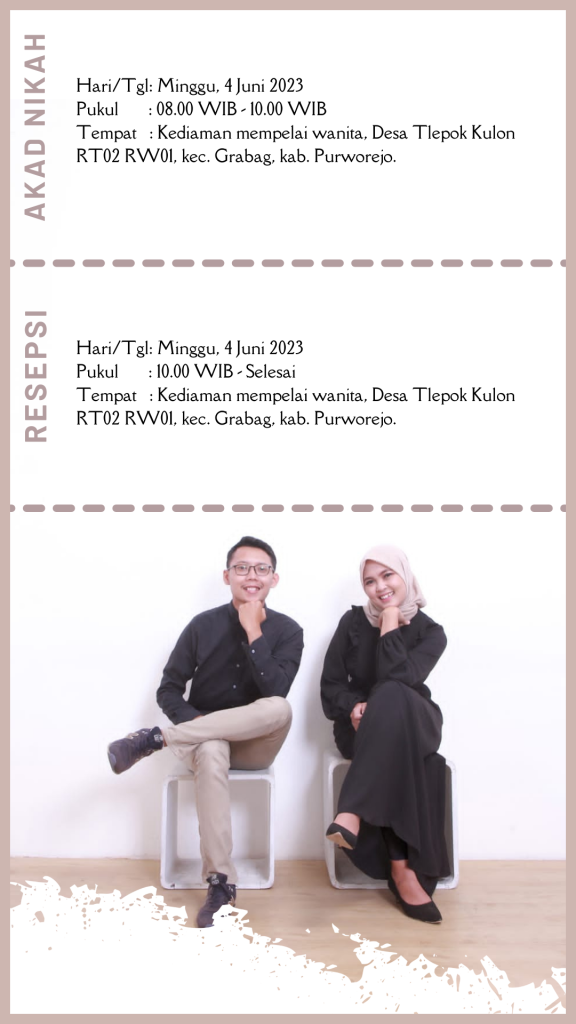 AKAD NIKAH
Hari/Tgl: Minggu, 4 Juni 2023
Pukul : 08.00 WIB - 10.00 WIB
Tempat : Kediaman mempelai wanita, Desa Tlepok Kulon
RT02 RW01, kec. Grabag, kab. Purworejo.
RESEPSI
Hari/Tgl: Minggu, 4 Juni 2023
Pukul : 10.00 WIB - Selesai
Tempat : Kediaman mempelai wanita, Desa Tlepok Kulon
RT02 RW01, kec. Grabag, kab. Purworejo.